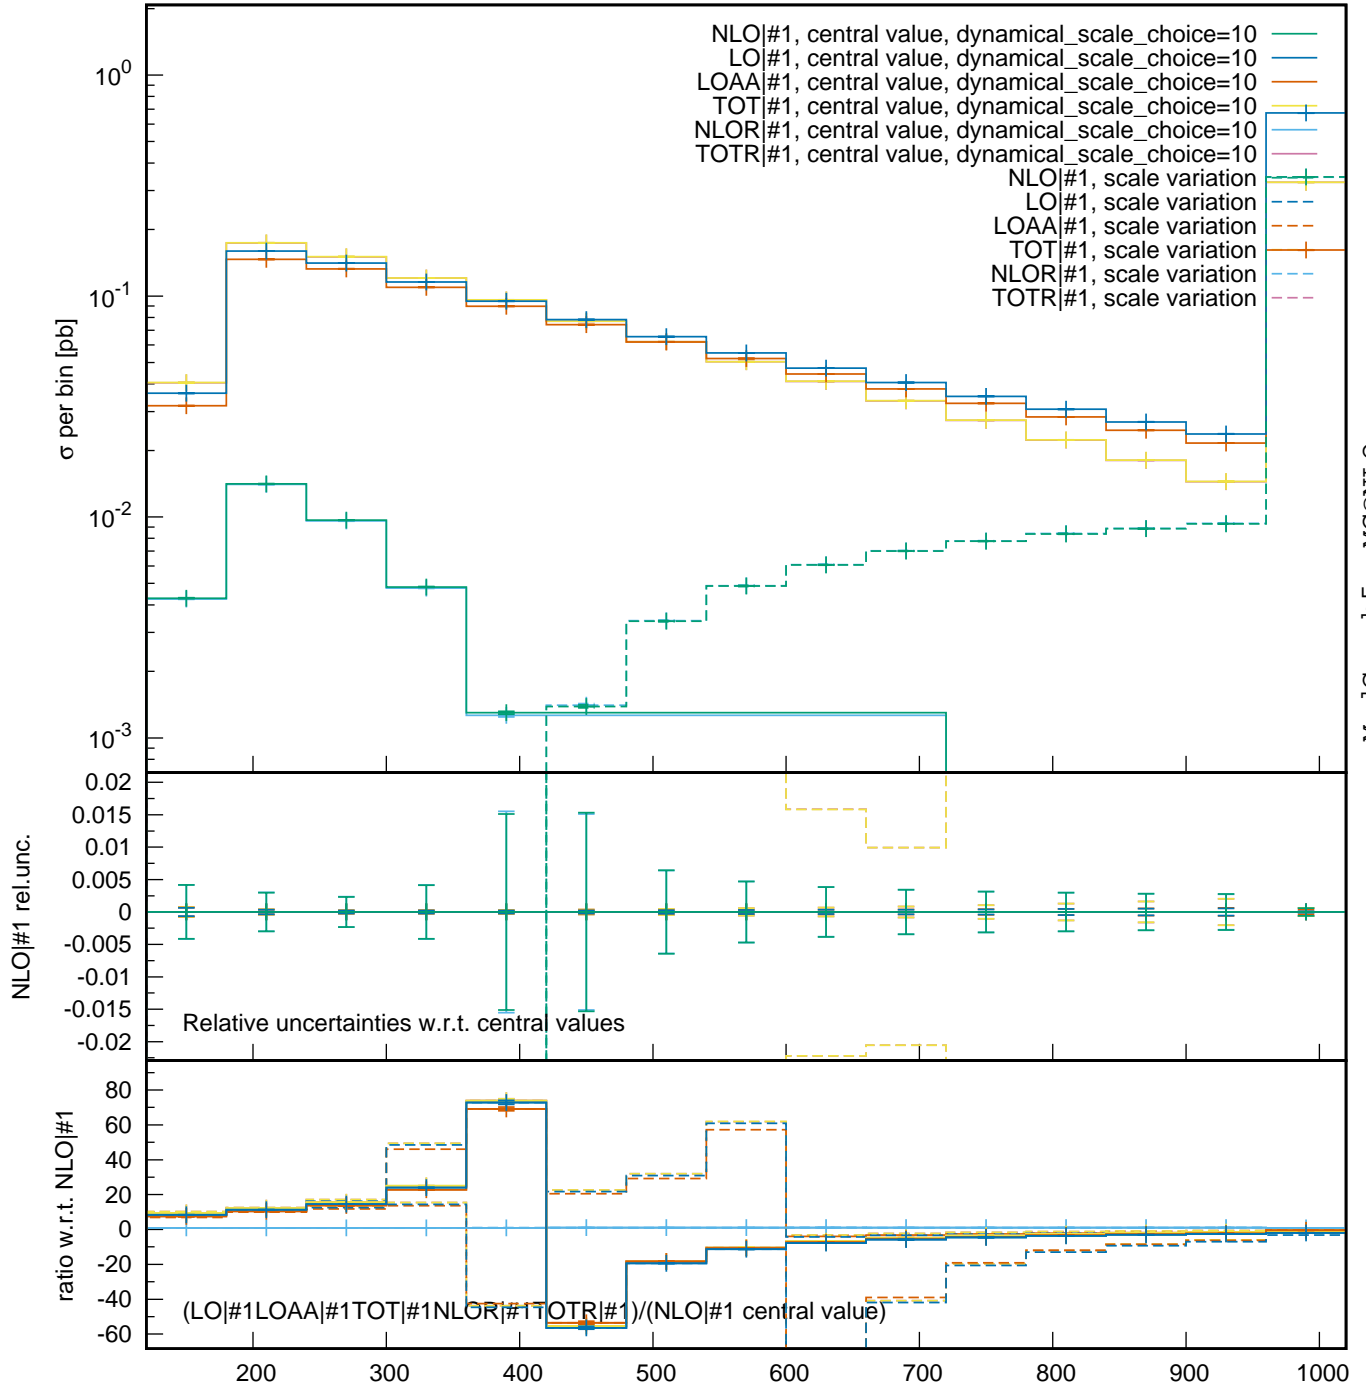 NLO|#1, central value, dynamical_scale_choice=10
LO|#1, central value, dynamical_scale_choice=10
LOAA|#1, central value, dynamical_scale_choice=10
TOT|#1, central value, dynamical_scale_choice=10
NLOR|#1, central value, dynamical_scale_choice=10
TOTR|#1, central value, dynamical_scale_choice=10
NLO|#1, scale variation
LO|#1, scale variation
LOAA|#1, scale variation
TOT|#1, scale variation
NLOR|#1, scale variation
TOTR|#1, scale variation
10^0
10^-1
10^-2
10^-3
σ per bin [pb]
0.02
0.015
0.01
0.005
0
-0.005
-0.01
-0.015
-0.02
NLO|#1 rel.unc.
Relative uncertainties w.r.t. central values
80
60
40
20
0
-20
-40
-60
ratio w.r.t. NLO|#1
(LO|#1LOAA|#1TOT|#1NLOR|#1TOTR|#1)/(NLO|#1 central value)
200 300 400 500 600 700 800 900 1000